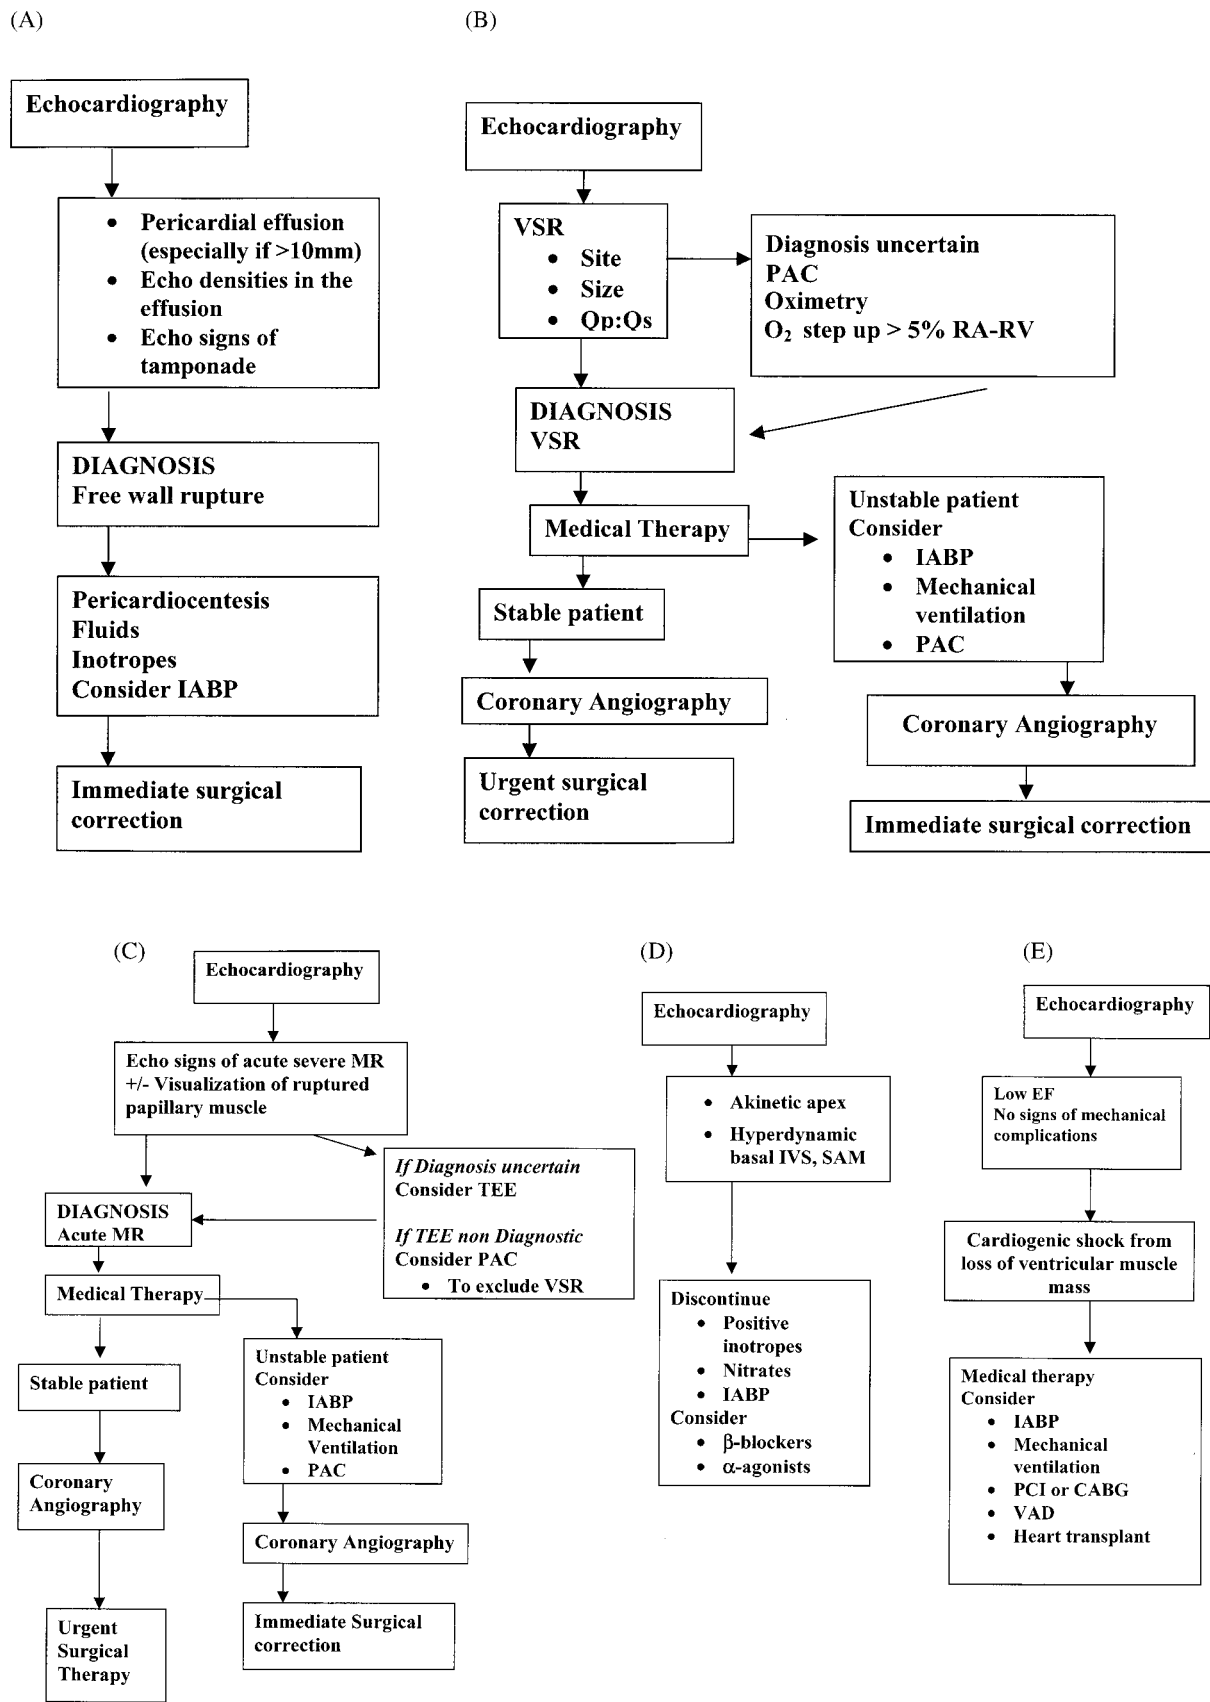 (A)
Echocardiography
• Pericardial effusion
(especially if >10mm)
• Echo densities in the
effusion
• Echo signs of
tamponade
DIAGNOSIS
Free wall rupture
Pericardiocentesis
Fluids
Inotropes
Consider IABP
Immediate surgical
correction
(B)
Echocardiography
VSR
• Site
• Size
• Qp:Qs
Diagnosis uncertain
PAC
Oximetry
O₂ step up > 5% RA-RV
DIAGNOSIS
VSR
Medical Therapy
Unstable patient
Consider
• IABP
• Mechanical
ventilation
• PAC
Stable patient
Coronary Angiography
Urgent surgical
correction
Coronary Angiography
Immediate surgical correction
(C)
Echocardiography
Echo signs of acute severe MR
+/- Visualization of ruptured
papillary muscle
If Diagnosis uncertain
Consider TEE
If TEE non Diagnostic
Consider PAC
• To exclude VSR
DIAGNOSIS
Acute MR
Medical Therapy
Stable patient
Coronary
Angiography
Urgent
Surgical
Therapy
Unstable patient
Consider
• IABP
• Mechanical
Ventilation
• PAC
Coronary Angiography
Immediate Surgical
correction
(D)
Echocardiography
• Akinetic apex
• Hyperdynamic
basal IVS, SAM
Discontinue
• Positive
inotropes
• Nitrates
• IABP
Consider
• β-blockers
• α-agonists
(E)
Echocardiography
Low EF
No signs of mechanical
complications
Cardiogenic shock from
loss of ventricular muscle
mass
Medical therapy
Consider
• IABP
• Mechanical
ventilation
• PCI or CABG
• VAD
• Heart transplant